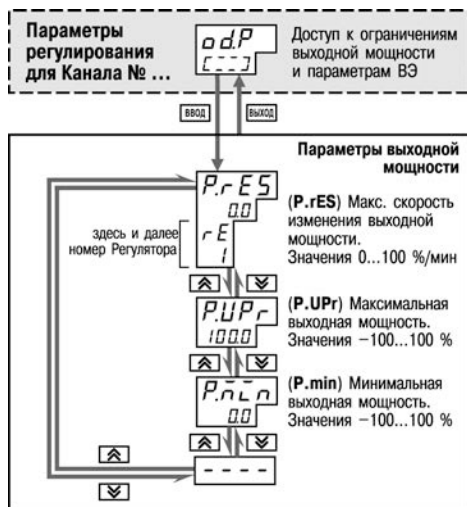 Параметры
регулирования
для Канала № ...
od.P
[---]
Доступ к ограничениям
выходной мощности
и параметрам ВЭ
ВВОД
ВЫХОД
Параметры выходной
мощности
P.rES
0.0
rE
1
здесь и далее
номер Регулятора
(P.rES) Макс. скорость
изменения выходной
мощности.
Значения 0...100 %/мин
P.UPr
100.0
(P.UPr) Максимальная
выходная мощность.
Значения −100...100 %
P.min
0.0
(P.min) Минимальная
выходная мощность.
Значения −100...100 %
----